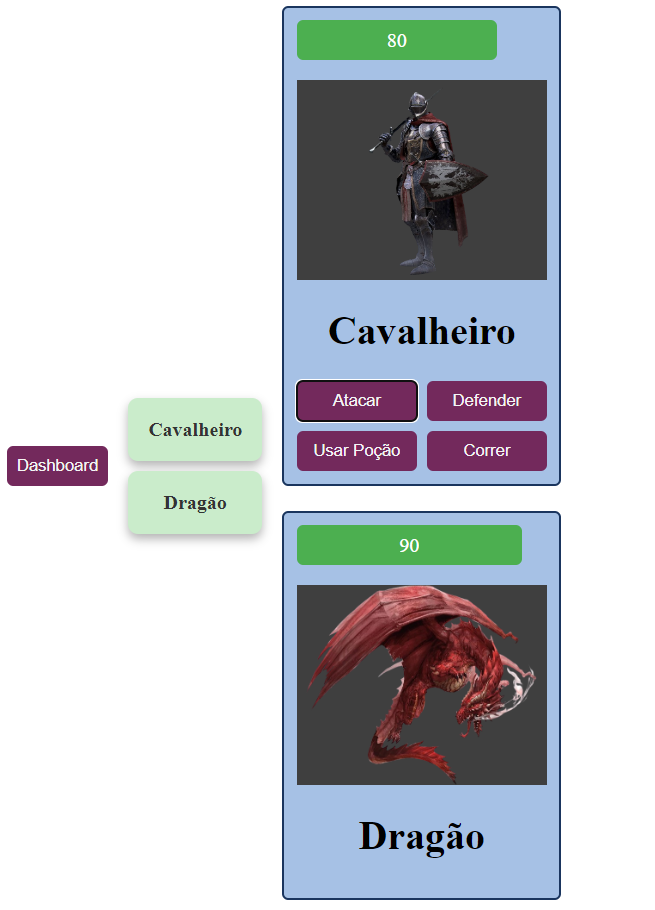 Dashboard
Cavalheiro
Dragão
80
Cavalheiro
Atacar
Defender
Usar Poção
Correr
90
Dragão